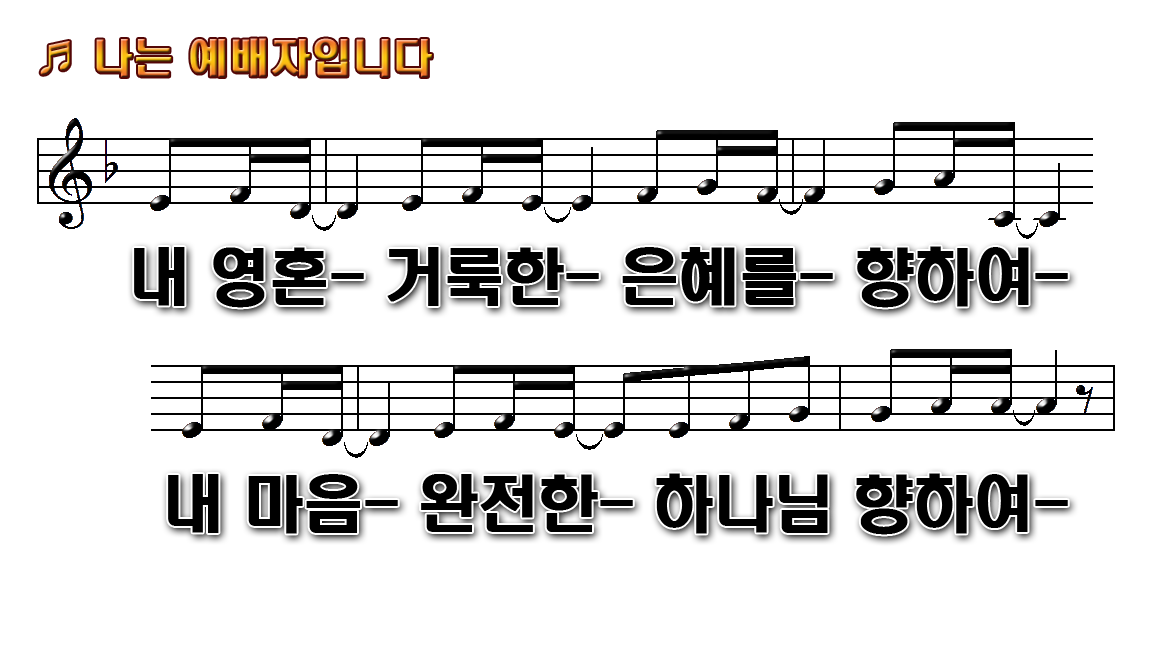 ♬ 나는 예배자입니다
내 영혼- 거룩한- 은혜를- 향하여-
내 마음- 완전한- 하나님 향하여-